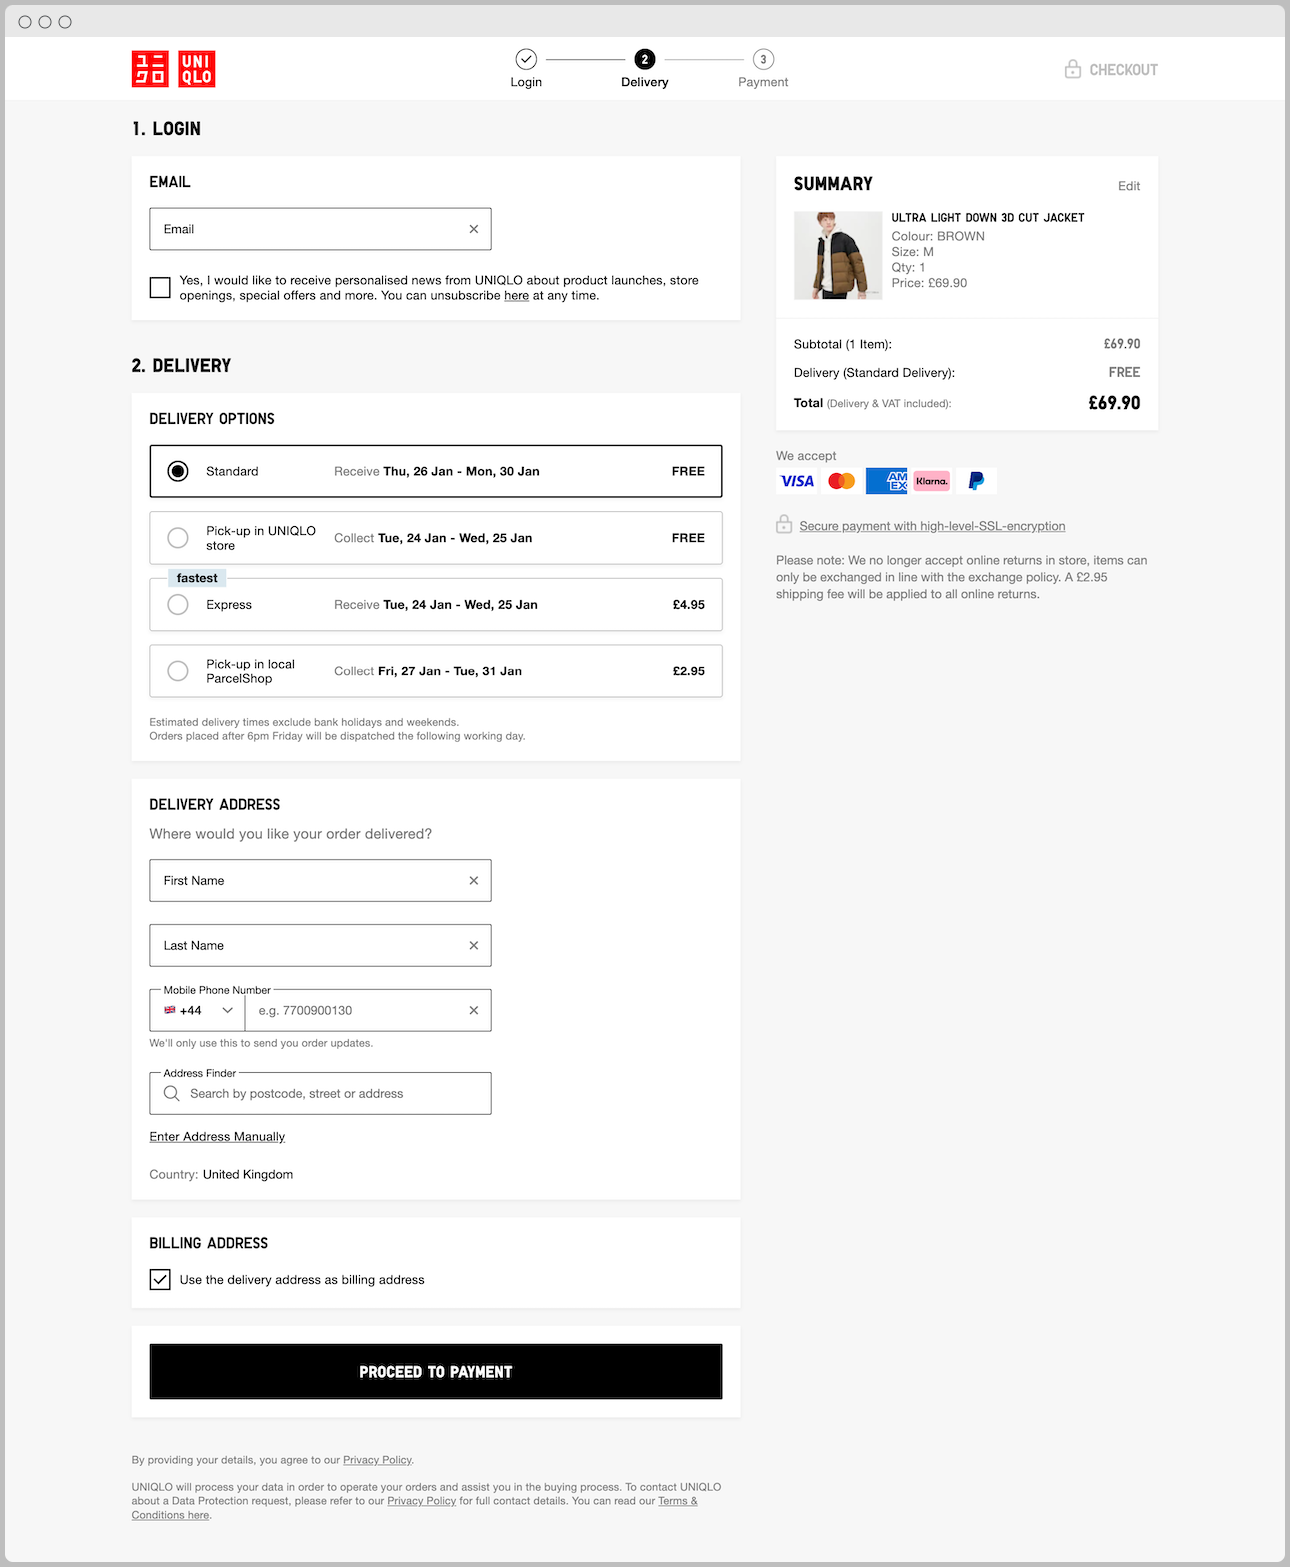 ユニ
クロ
UNI
QLO
Login
2
Delivery
3
Payment
CHECKOUT
1. LOGIN
EMAIL
Email
Yes, I would like to receive personalised news from UNIQLO about product launches, store
openings, special offers and more. You can unsubscribe here at any time.
2. DELIVERY
DELIVERY OPTIONS
Standard Receive Thu, 26 Jan - Mon, 30 Jan FREE
Pick-up in UNIQLO
store
Collect Tue, 24 Jan - Wed, 25 Jan FREE
fastest
Express Receive Tue, 24 Jan - Wed, 25 Jan £4.95
Pick-up in local
ParcelShop
Collect Fri, 27 Jan - Tue, 31 Jan £2.95
Estimated delivery times exclude bank holidays and weekends.
Orders placed after 6pm Friday will be dispatched the following working day.
DELIVERY ADDRESS
Where would you like your order delivered?
First Name
Last Name
Mobile Phone Number
+44 e.g. 7700900130
We'll only use this to send you order updates.
Address Finder
Search by postcode, street or address
Enter Address Manually
Country: United Kingdom
BILLING ADDRESS
Use the delivery address as billing address
PROCEED TO PAYMENT
By providing your details, you agree to our Privacy Policy.
UNIQLO will process your data in order to operate your orders and assist you in the buying process. To contact UNIQLO
about a Data Protection request, please refer to our Privacy Policy for full contact details. You can read our Terms &
Conditions here.
SUMMARY Edit
ULTRA LIGHT DOWN 3D CUT JACKET
Colour: BROWN
Size: M
Qty: 1
Price: £69.90
Subtotal (1 Item): £69.90
Delivery (Standard Delivery): FREE
Total (Delivery & VAT included): £69.90
We accept
VISA
AM
EX
Klarna.
Secure payment with high-level-SSL-encryption
Please note: We no longer accept online returns in store, items can
only be exchanged in line with the exchange policy. A £2.95
shipping fee will be applied to all online returns.